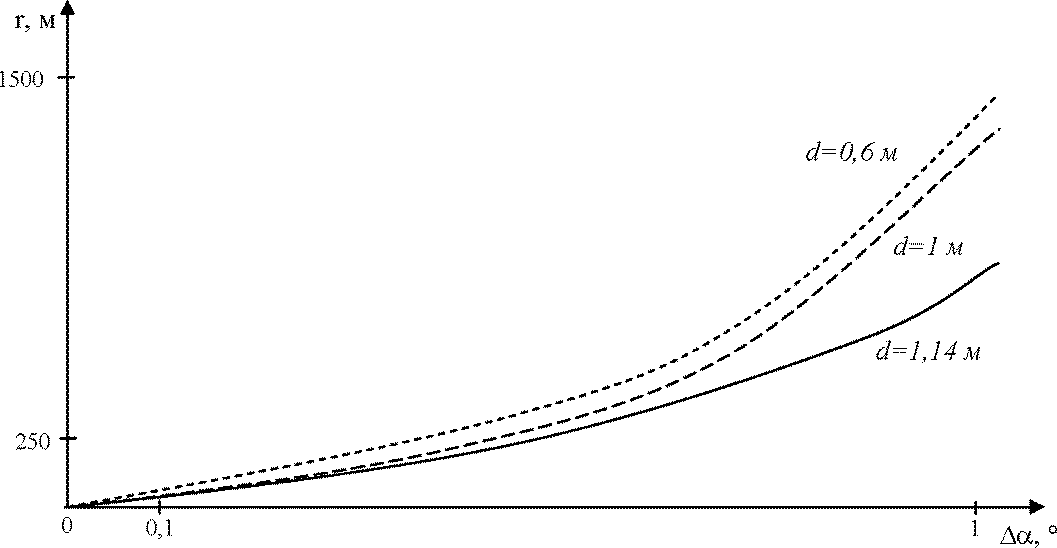 r, м
1500
d=0,6 м
d=1 м
d=1,14 м
250
0
0,1
1
Δα, °